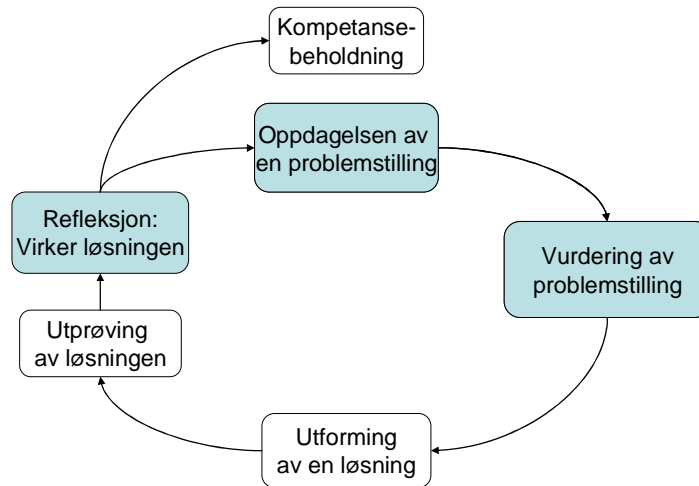 Kompetanse-
beholdning
Oppdagelsen av
en problemstilling
Refleksjon:
Virker løsningen
Vurdering av
problemstilling
Utprøving
av løsningen
Utforming
av en løsning